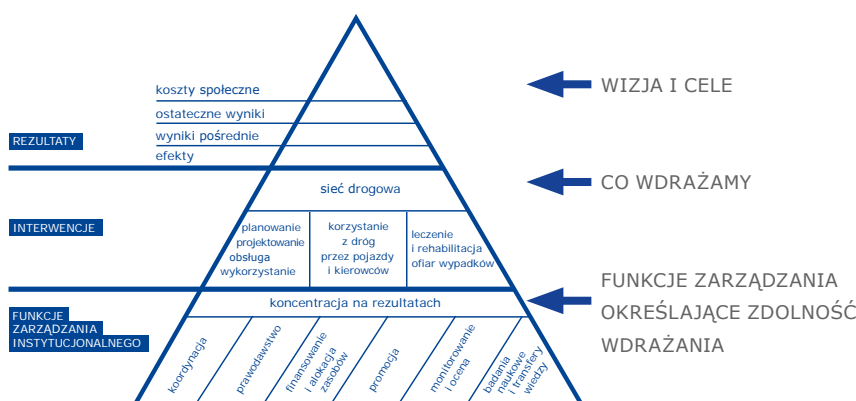 koszty społeczne
WIZJA I CELE
ostateczne wyniki
wyniki pośrednie
REZULTATY
efekty
sieć drogowa
CO WDRAŻAMY
INTERWENCJE
planowanie
projektowanie
obsługa
wykorzystanie
korzystanie
z dróg
przez pojazdy
i kierowców
leczenie
i rehabilitacja
ofiar wypadków
koncentracja na rezultatach
FUNKCJE ZARZĄDZANIA
OKREŚLAJĄCE ZDOLNOŚĆ
WDRAŻANIA
FUNKCJE
ZARZĄDZANIA
INSTYTUCJONALNEGO
koordynacja
prawodawstwo
finansowanie
i alokacja
zasobów
promocja
monitorowanie
i ocena
badania
naukowe
i transfery
wiedzy